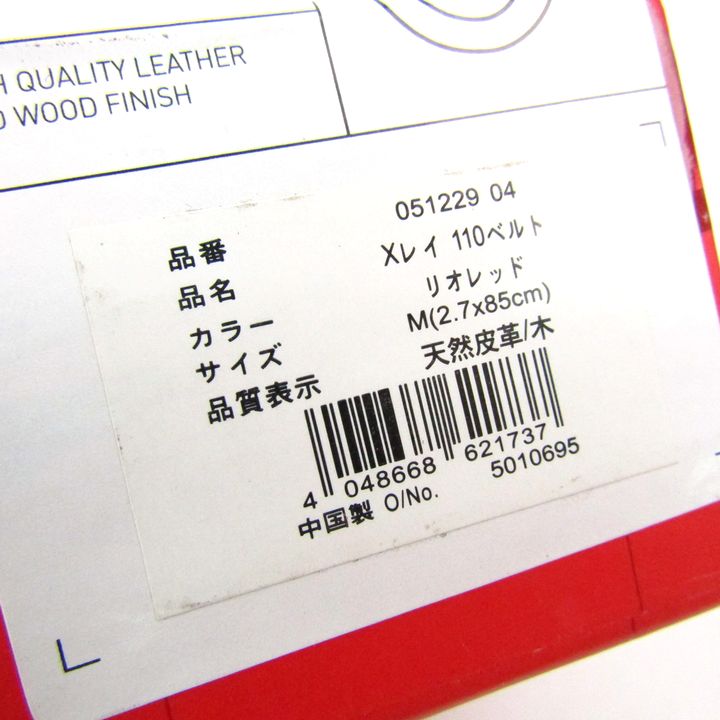 QUALITY LEATHER
WOOD FINISH
品番 051229 04
品名 Xレイ 110ベルト
カラー リオレッド
サイズ M(2.7x85cm)
品質表示 天然皮革/木
4 048668 621737
中国製 O/No. 5010695